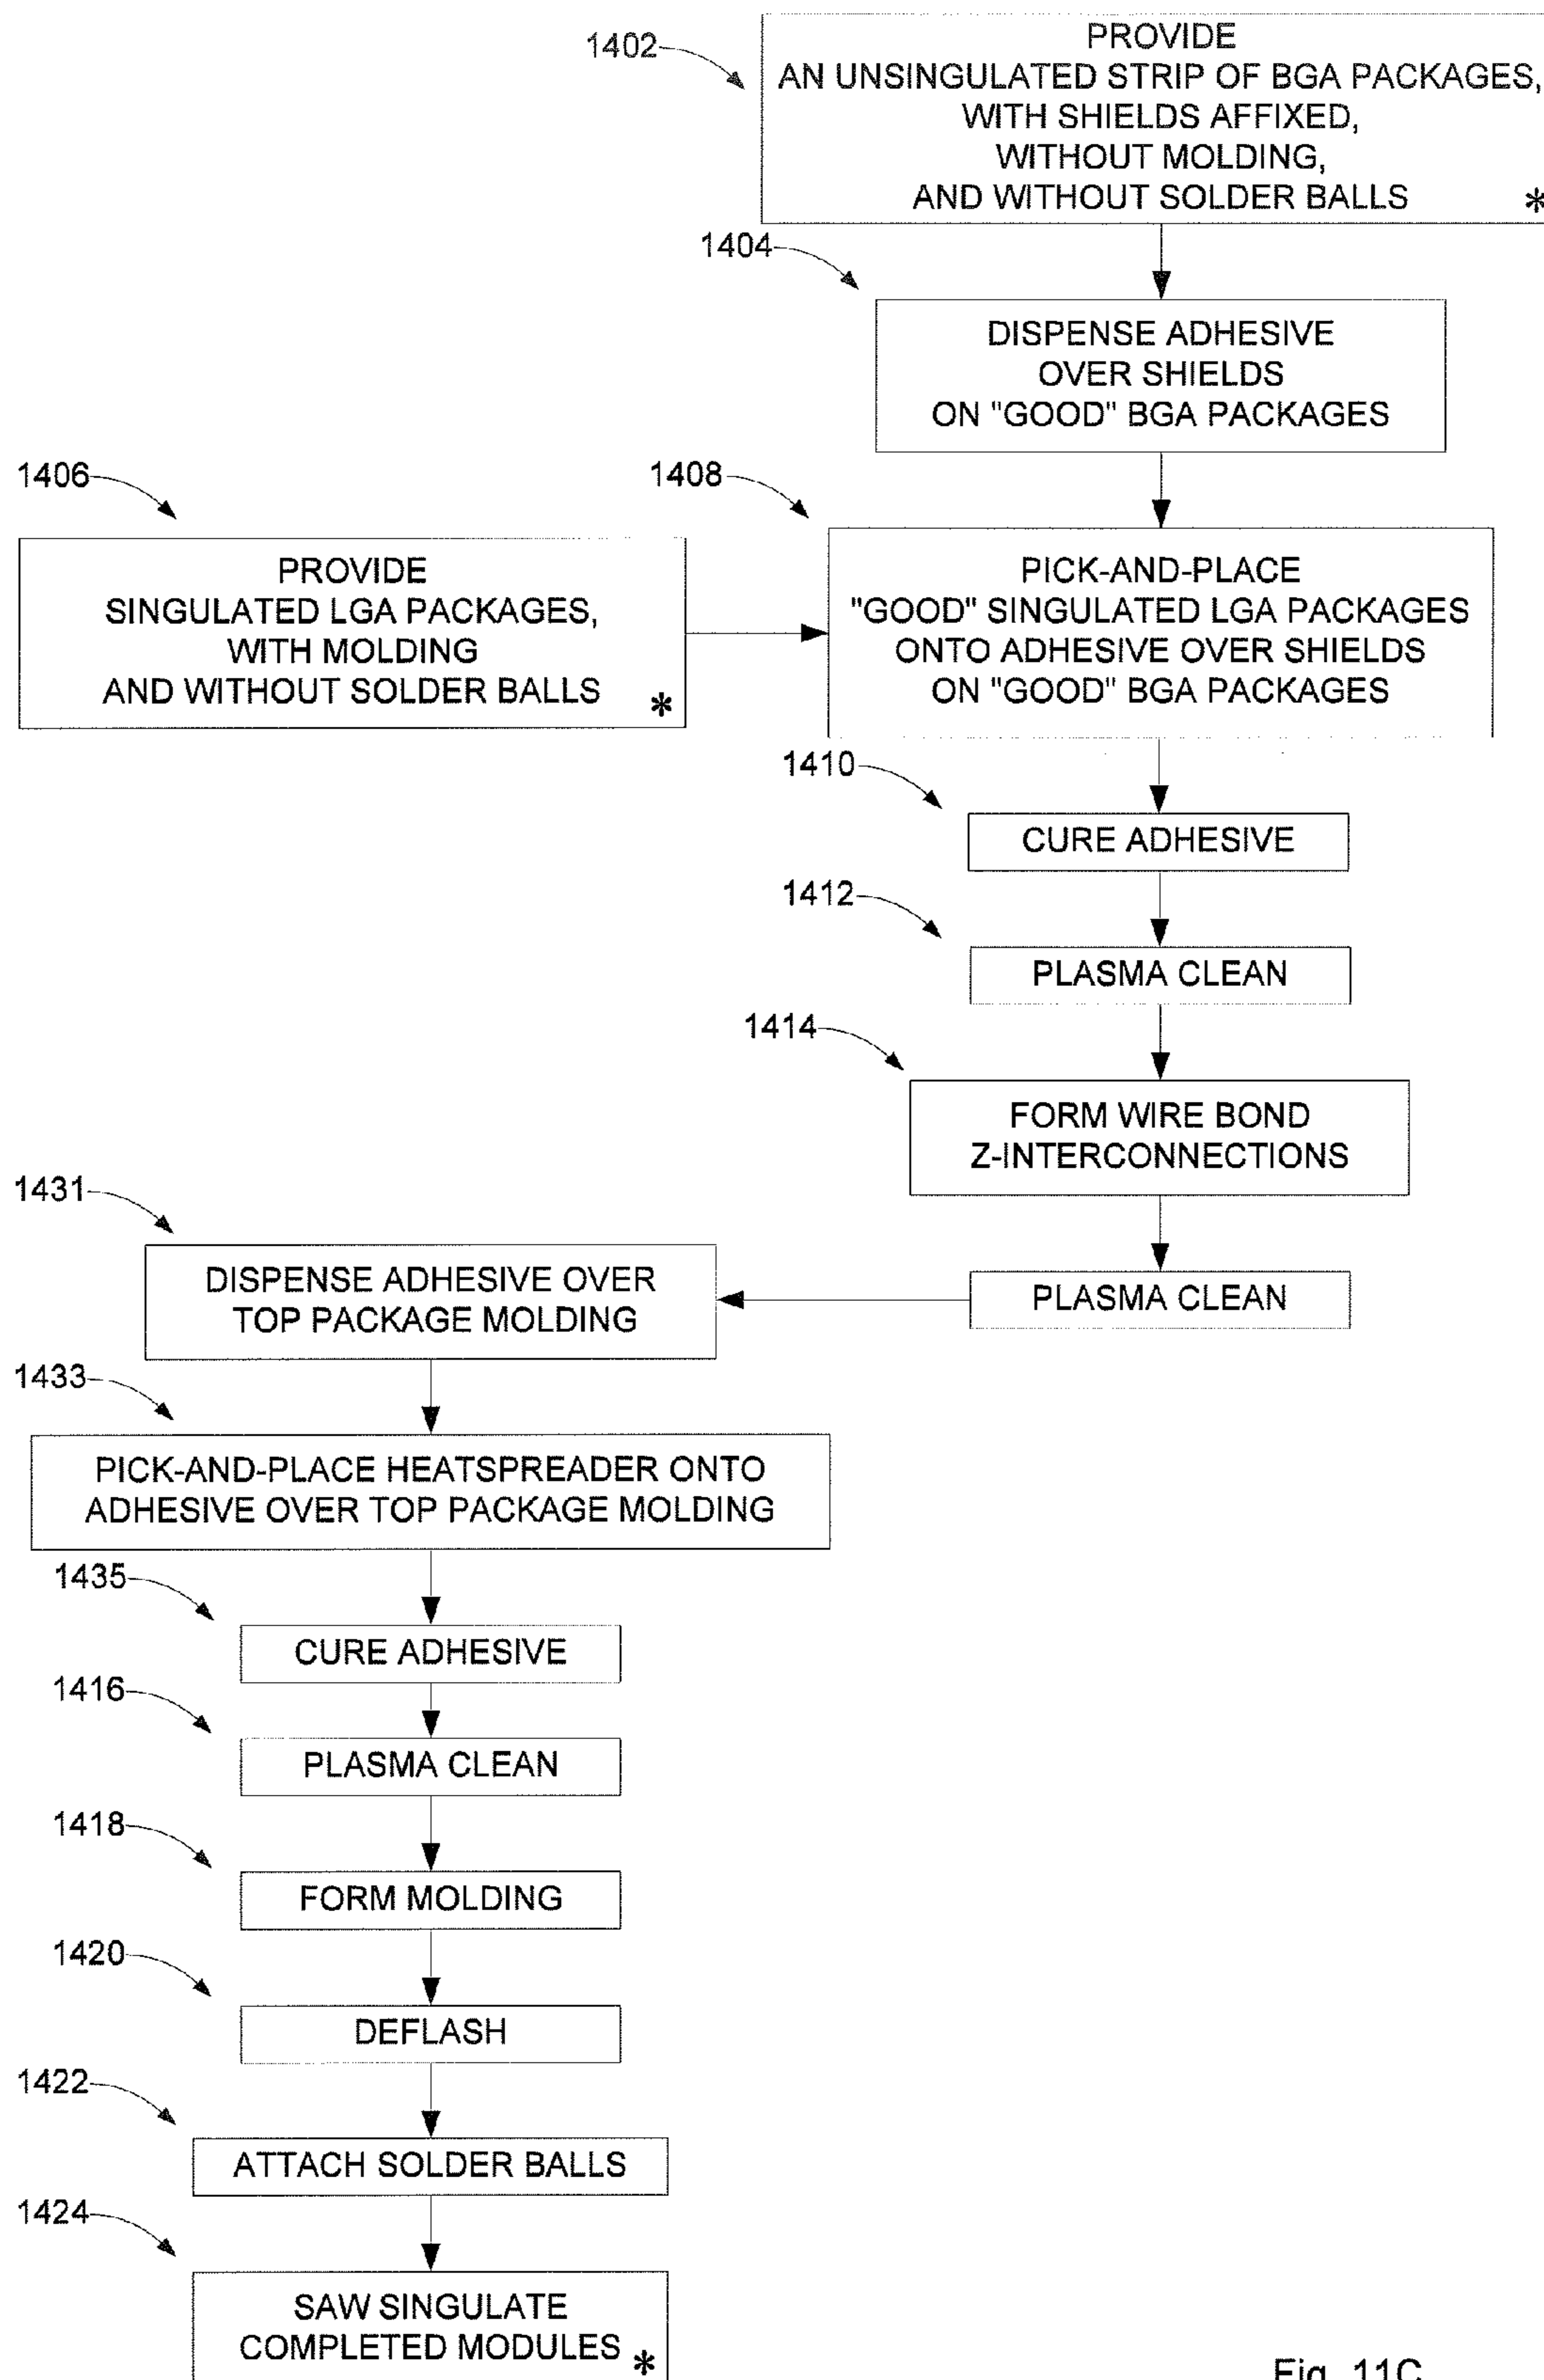 1402
PROVIDE
AN UNSINGULATED STRIP OF BGA PACKAGES,
WITH SHIELDS AFFIXED,
WITHOUT MOLDING,
AND WITHOUT SOLDER BALLS
*
1404
DISPENSE ADHESIVE
OVER SHIELDS
ON "GOOD" BGA PACKAGES
1406
PROVIDE
SINGULATED LGA PACKAGES,
WITH MOLDING
AND WITHOUT SOLDER BALLS
*
1408
PICK-AND-PLACE
"GOOD" SINGULATED LGA PACKAGES
ONTO ADHESIVE OVER SHIELDS
ON "GOOD" BGA PACKAGES
1410
CURE ADHESIVE
1412
PLASMA CLEAN
1414
FORM WIRE BOND
Z-INTERCONNECTIONS
PLASMA CLEAN
1431
DISPENSE ADHESIVE OVER
TOP PACKAGE MOLDING
1433
PICK-AND-PLACE HEATSPREADER ONTO
ADHESIVE OVER TOP PACKAGE MOLDING
1435
CURE ADHESIVE
1416
PLASMA CLEAN
1418
FORM MOLDING
1420
DEFLASH
1422
ATTACH SOLDER BALLS
1424
SAW SINGULATE
COMPLETED MODULES
*
Fig. 11C